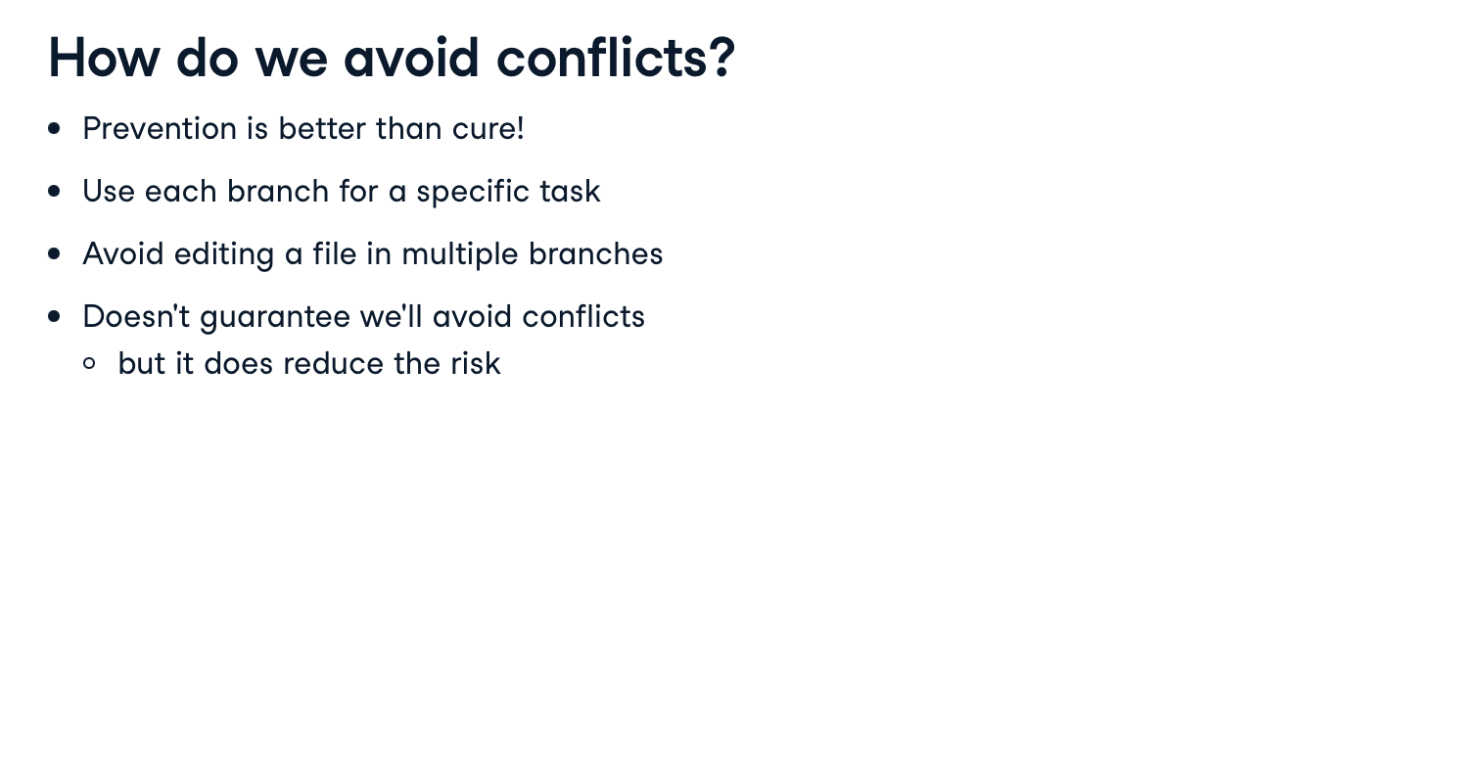 How do we avoid conflicts?
Prevention is better than cure!
Use each branch for a specific task
Avoid editing a file in multiple branches
Doesn't guarantee we'll avoid conflicts
but it does reduce the risk